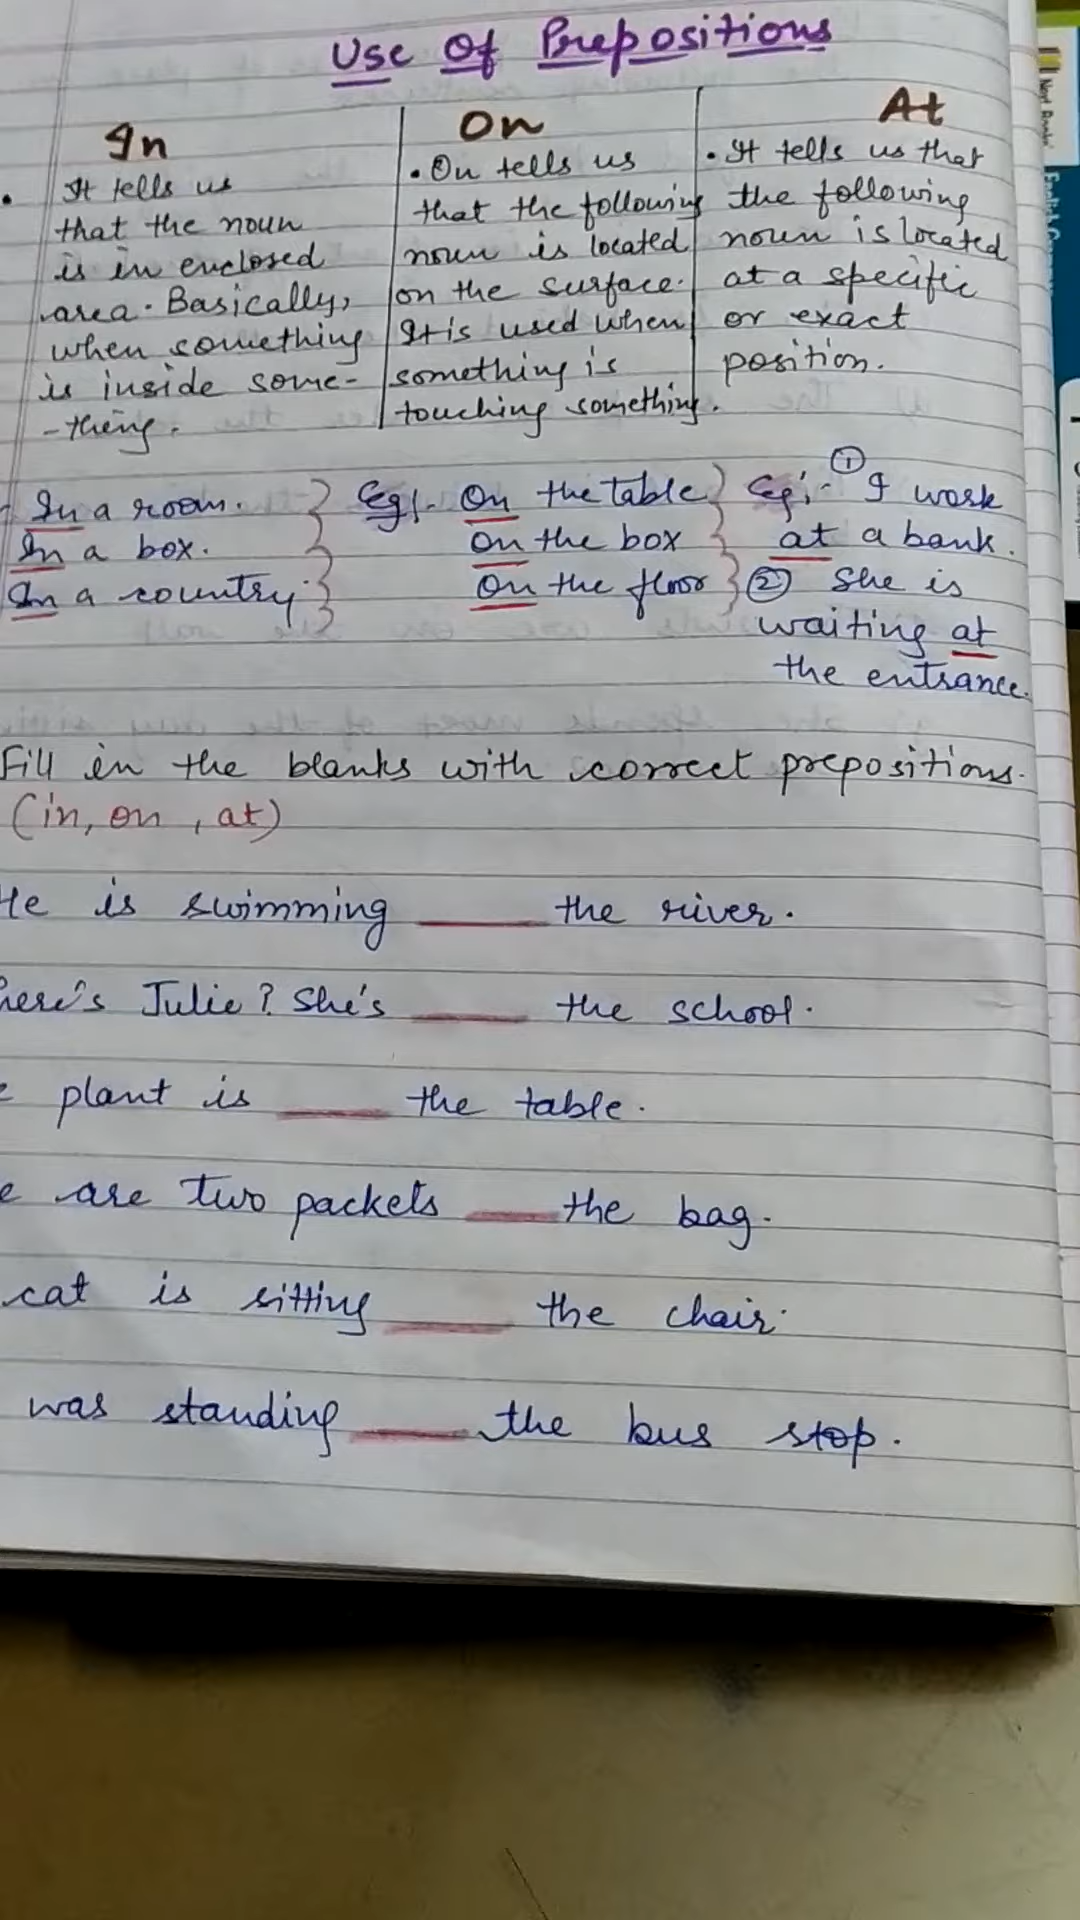 Use Of Prepositions
In
• It tells us
that the noun
is in enclosed
area. Basically,
when something
is inside some-
-thing.
In a room.
In a box.
In a country.
On
• On tells us
that the following
noun is located
on the surface.
It is used when
something is
touching something.
Eg:- On the table
On the box
On the floor
At
• It tells us that
the following
noun is located
at a specific
or exact
position.
Eg:- ① I work
at a bank.
② She is
waiting at
the entrance.
Fill in the blanks with correct prepositions.
(in, on, at)
He is swimming ____ the river.
here's Julie? She's ____ the school.
e plant is ____ the table.
e are two packets ____ the bag.
cat is sitting ____ the chair.
was standing ____ the bus stop.